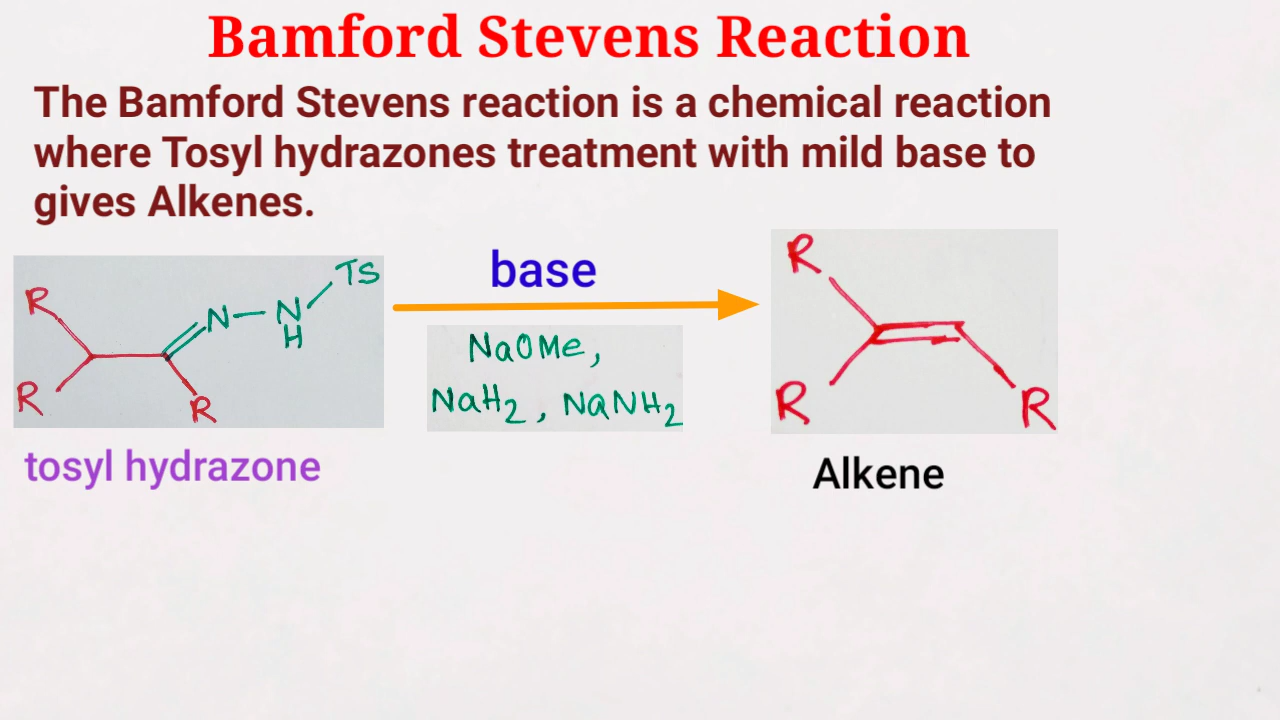 Bamford Stevens Reaction
The Bamford Stevens reaction is a chemical reaction
where Tosyl hydrazones treatment with mild base to
gives Alkenes.
R
R
R
N
N
H
TS
base
NaOMe,
NaH2, NaNH2
R
R
R
tosyl hydrazone
Alkene